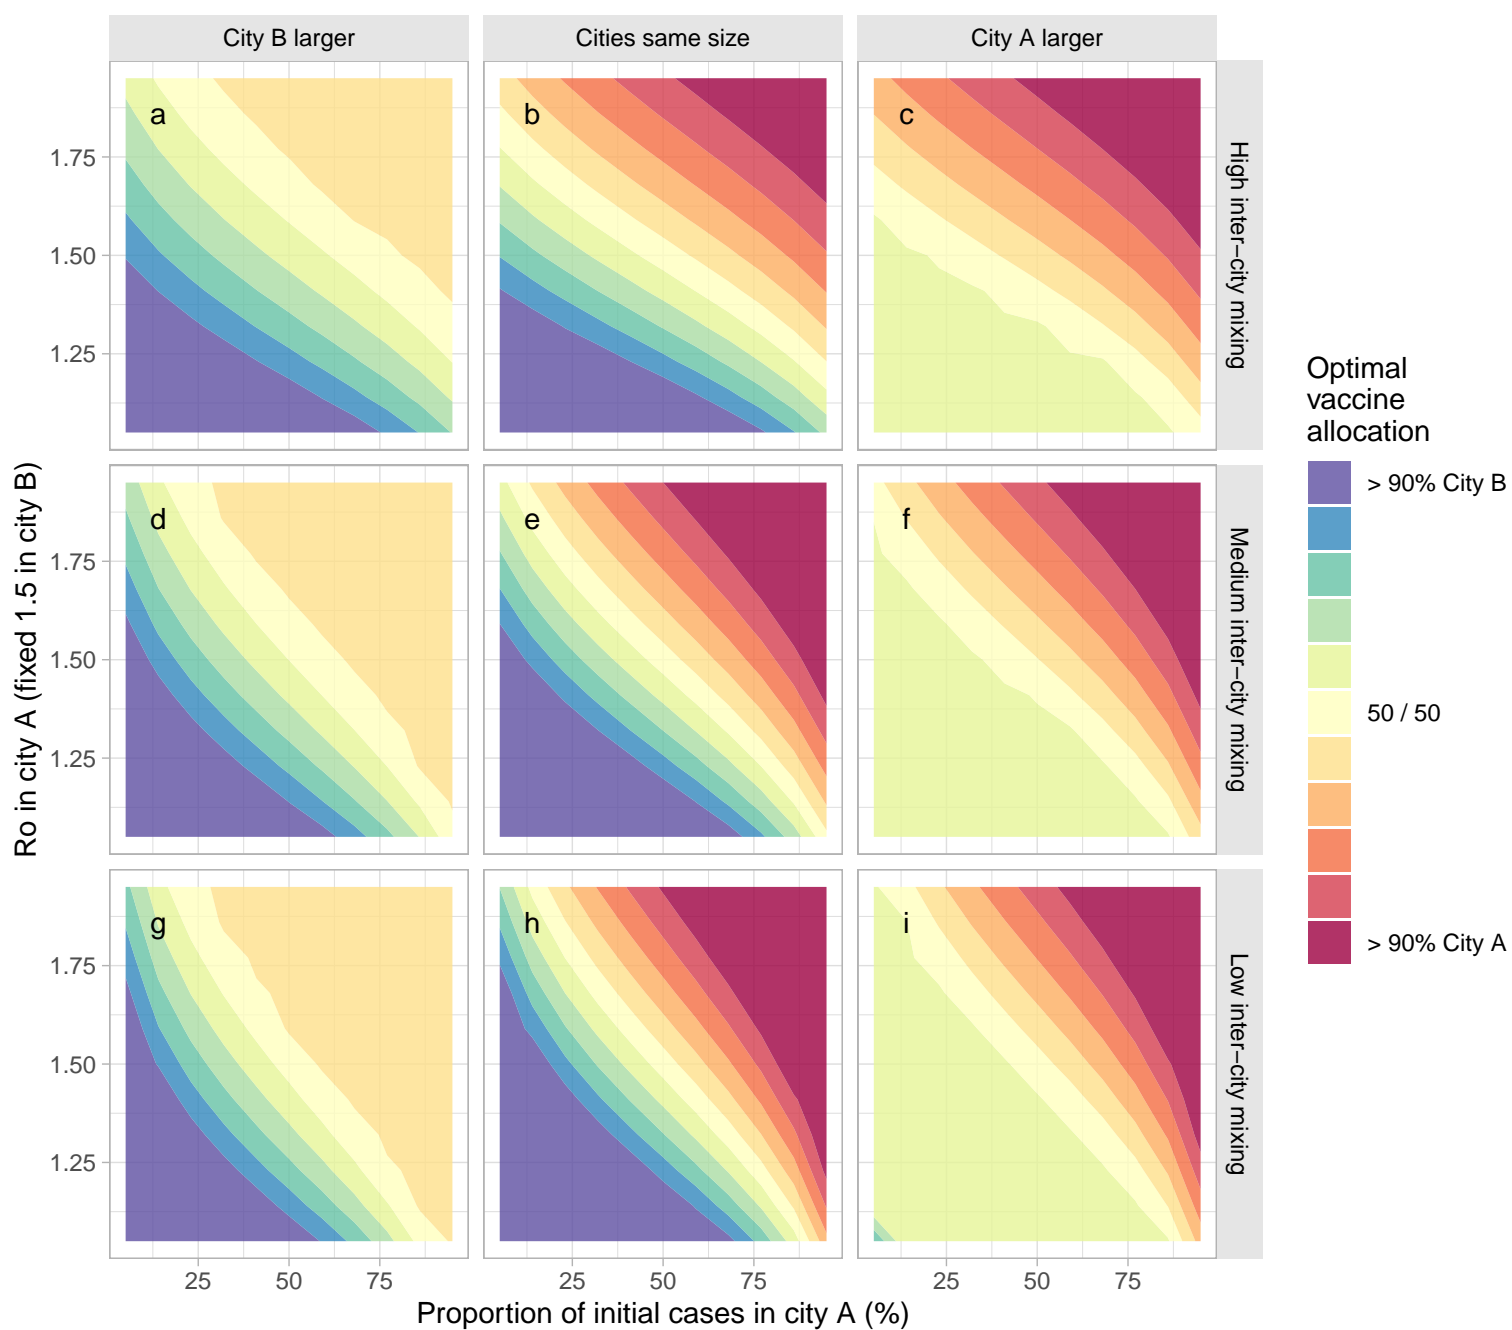 City B larger
Cities same size
City A larger
a
b
c
High inter−city mixing
1.75
1.50
1.25
d
e
f
Medium inter−city mixing
1.75
1.50
1.25
g
h
i
Low inter−city mixing
1.75
1.50
1.25
25
50
75
25
50
75
25
50
75
Proportion of initial cases in city A (%)
Ro in city A (fixed 1.5 in city B)
Optimal
vaccine
allocation
> 90% City B
50 / 50
> 90% City A